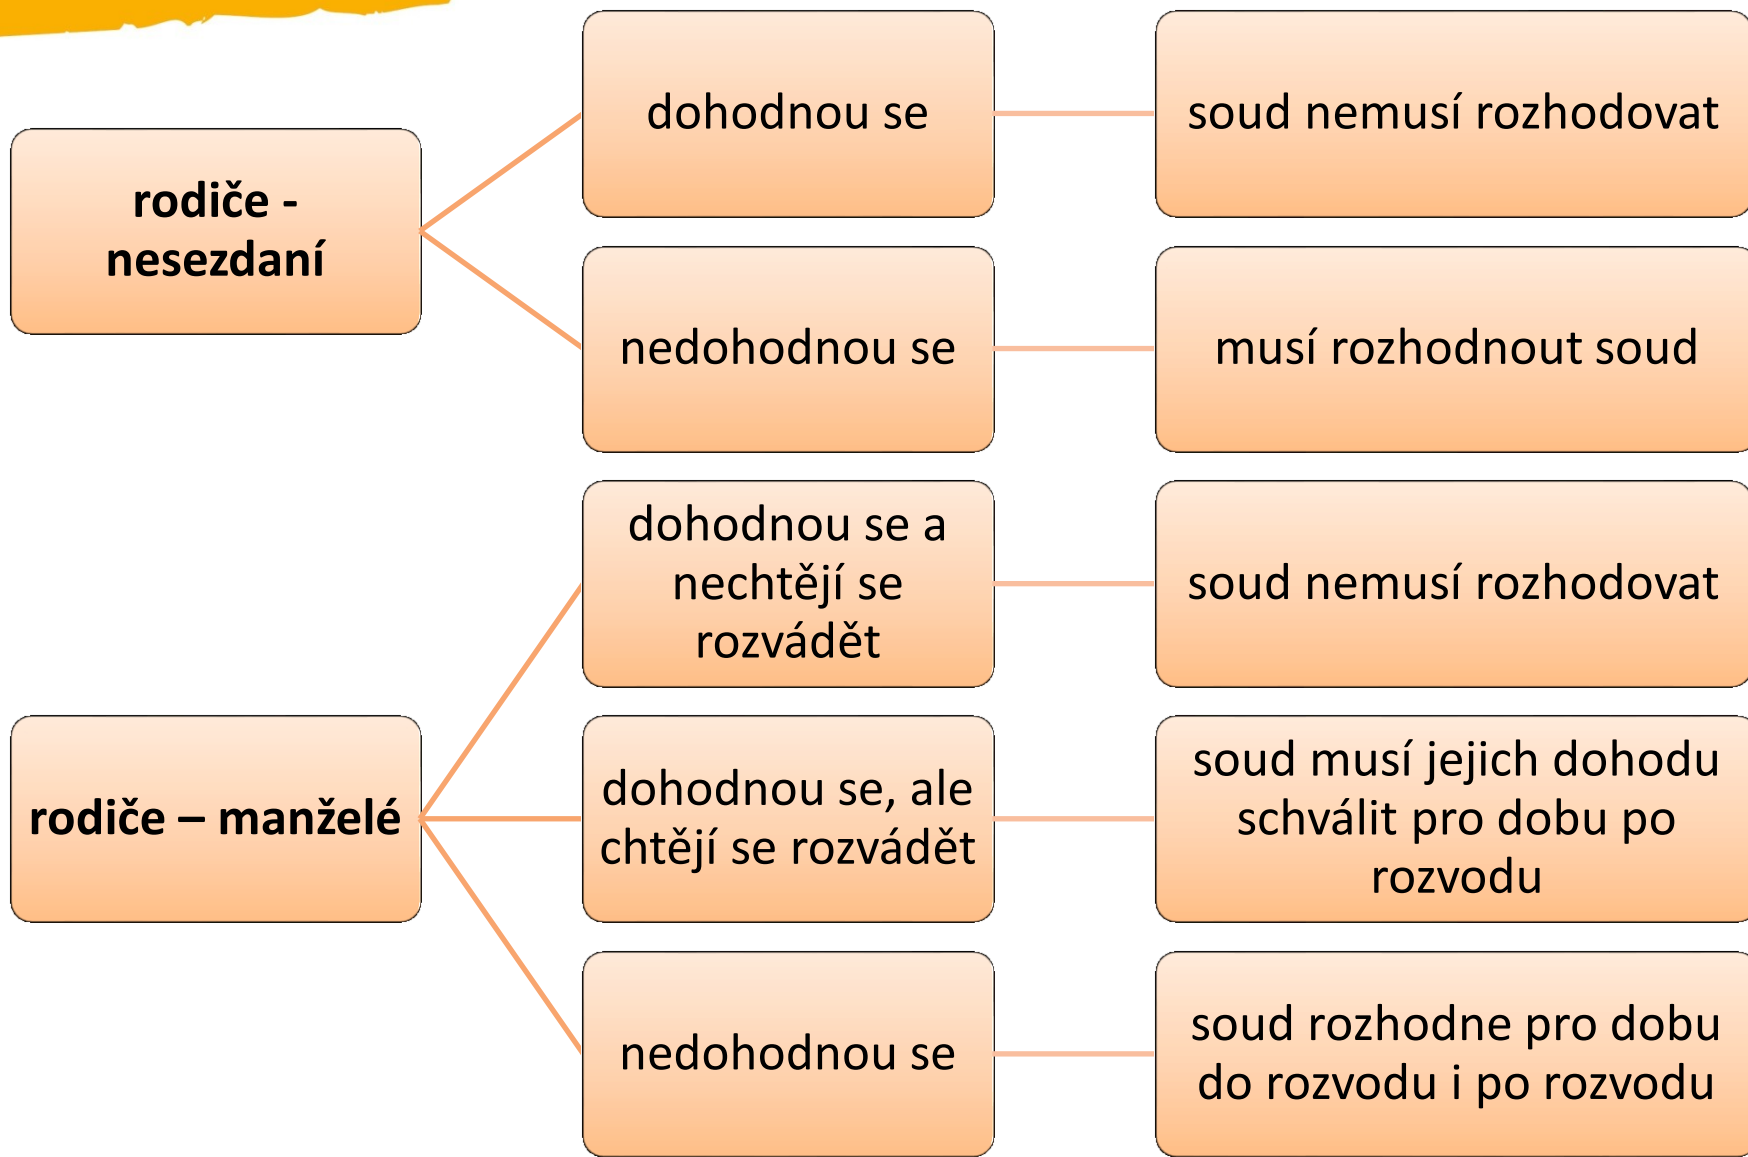 rodiče -
nesezdaní
dohodnou se
soud nemusí rozhodovat
nedohodnou se
musí rozhodnout soud
rodiče – manželé
dohodnou se a
nechtějí se
rozvádět
soud nemusí rozhodovat
dohodnou se, ale
chtějí se rozvádět
soud musí jejich dohodu
schválit pro dobu po
rozvodu
nedohodnou se
soud rozhodne pro dobu
do rozvodu i po rozvodu